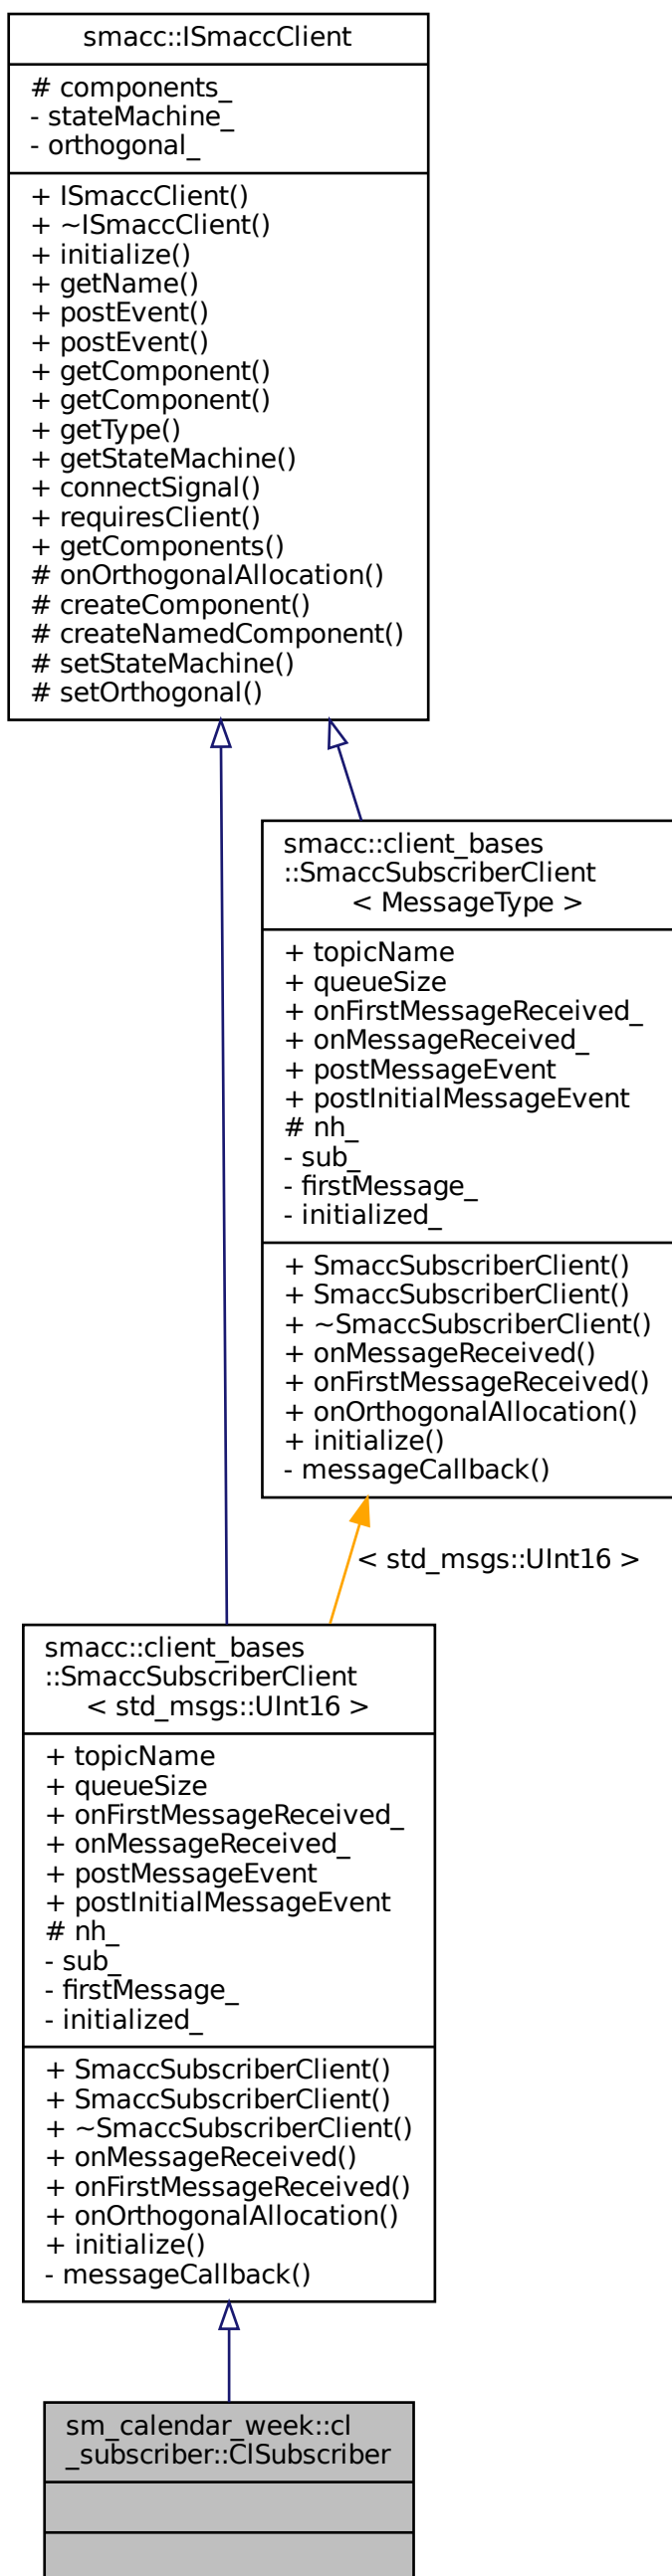 smacc::ISmaccClient
# components_
- stateMachine_
- orthogonal_
+ ISmaccClient()
+ ~ISmaccClient()
+ initialize()
+ getName()
+ postEvent()
+ postEvent()
+ getComponent()
+ getComponent()
+ getType()
+ getStateMachine()
+ connectSignal()
+ requiresClient()
+ getComponents()
# onOrthogonalAllocation()
# createComponent()
# createNamedComponent()
# setStateMachine()
# setOrthogonal()
smacc::client_bases
::SmaccSubscriberClient
< MessageType >
+ topicName
+ queueSize
+ onFirstMessageReceived_
+ onMessageReceived_
+ postMessageEvent
+ postInitialMessageEvent
# nh_
- sub_
- firstMessage_
- initialized_
+ SmaccSubscriberClient()
+ SmaccSubscriberClient()
+ ~SmaccSubscriberClient()
+ onMessageReceived()
+ onFirstMessageReceived()
+ onOrthogonalAllocation()
+ initialize()
- messageCallback()
< std_msgs::UInt16 >
smacc::client_bases
::SmaccSubscriberClient
< std_msgs::UInt16 >
+ topicName
+ queueSize
+ onFirstMessageReceived_
+ onMessageReceived_
+ postMessageEvent
+ postInitialMessageEvent
# nh_
- sub_
- firstMessage_
- initialized_
+ SmaccSubscriberClient()
+ SmaccSubscriberClient()
+ ~SmaccSubscriberClient()
+ onMessageReceived()
+ onFirstMessageReceived()
+ onOrthogonalAllocation()
+ initialize()
- messageCallback()
sm_calendar_week::cl
_subscriber::ClSubscriber